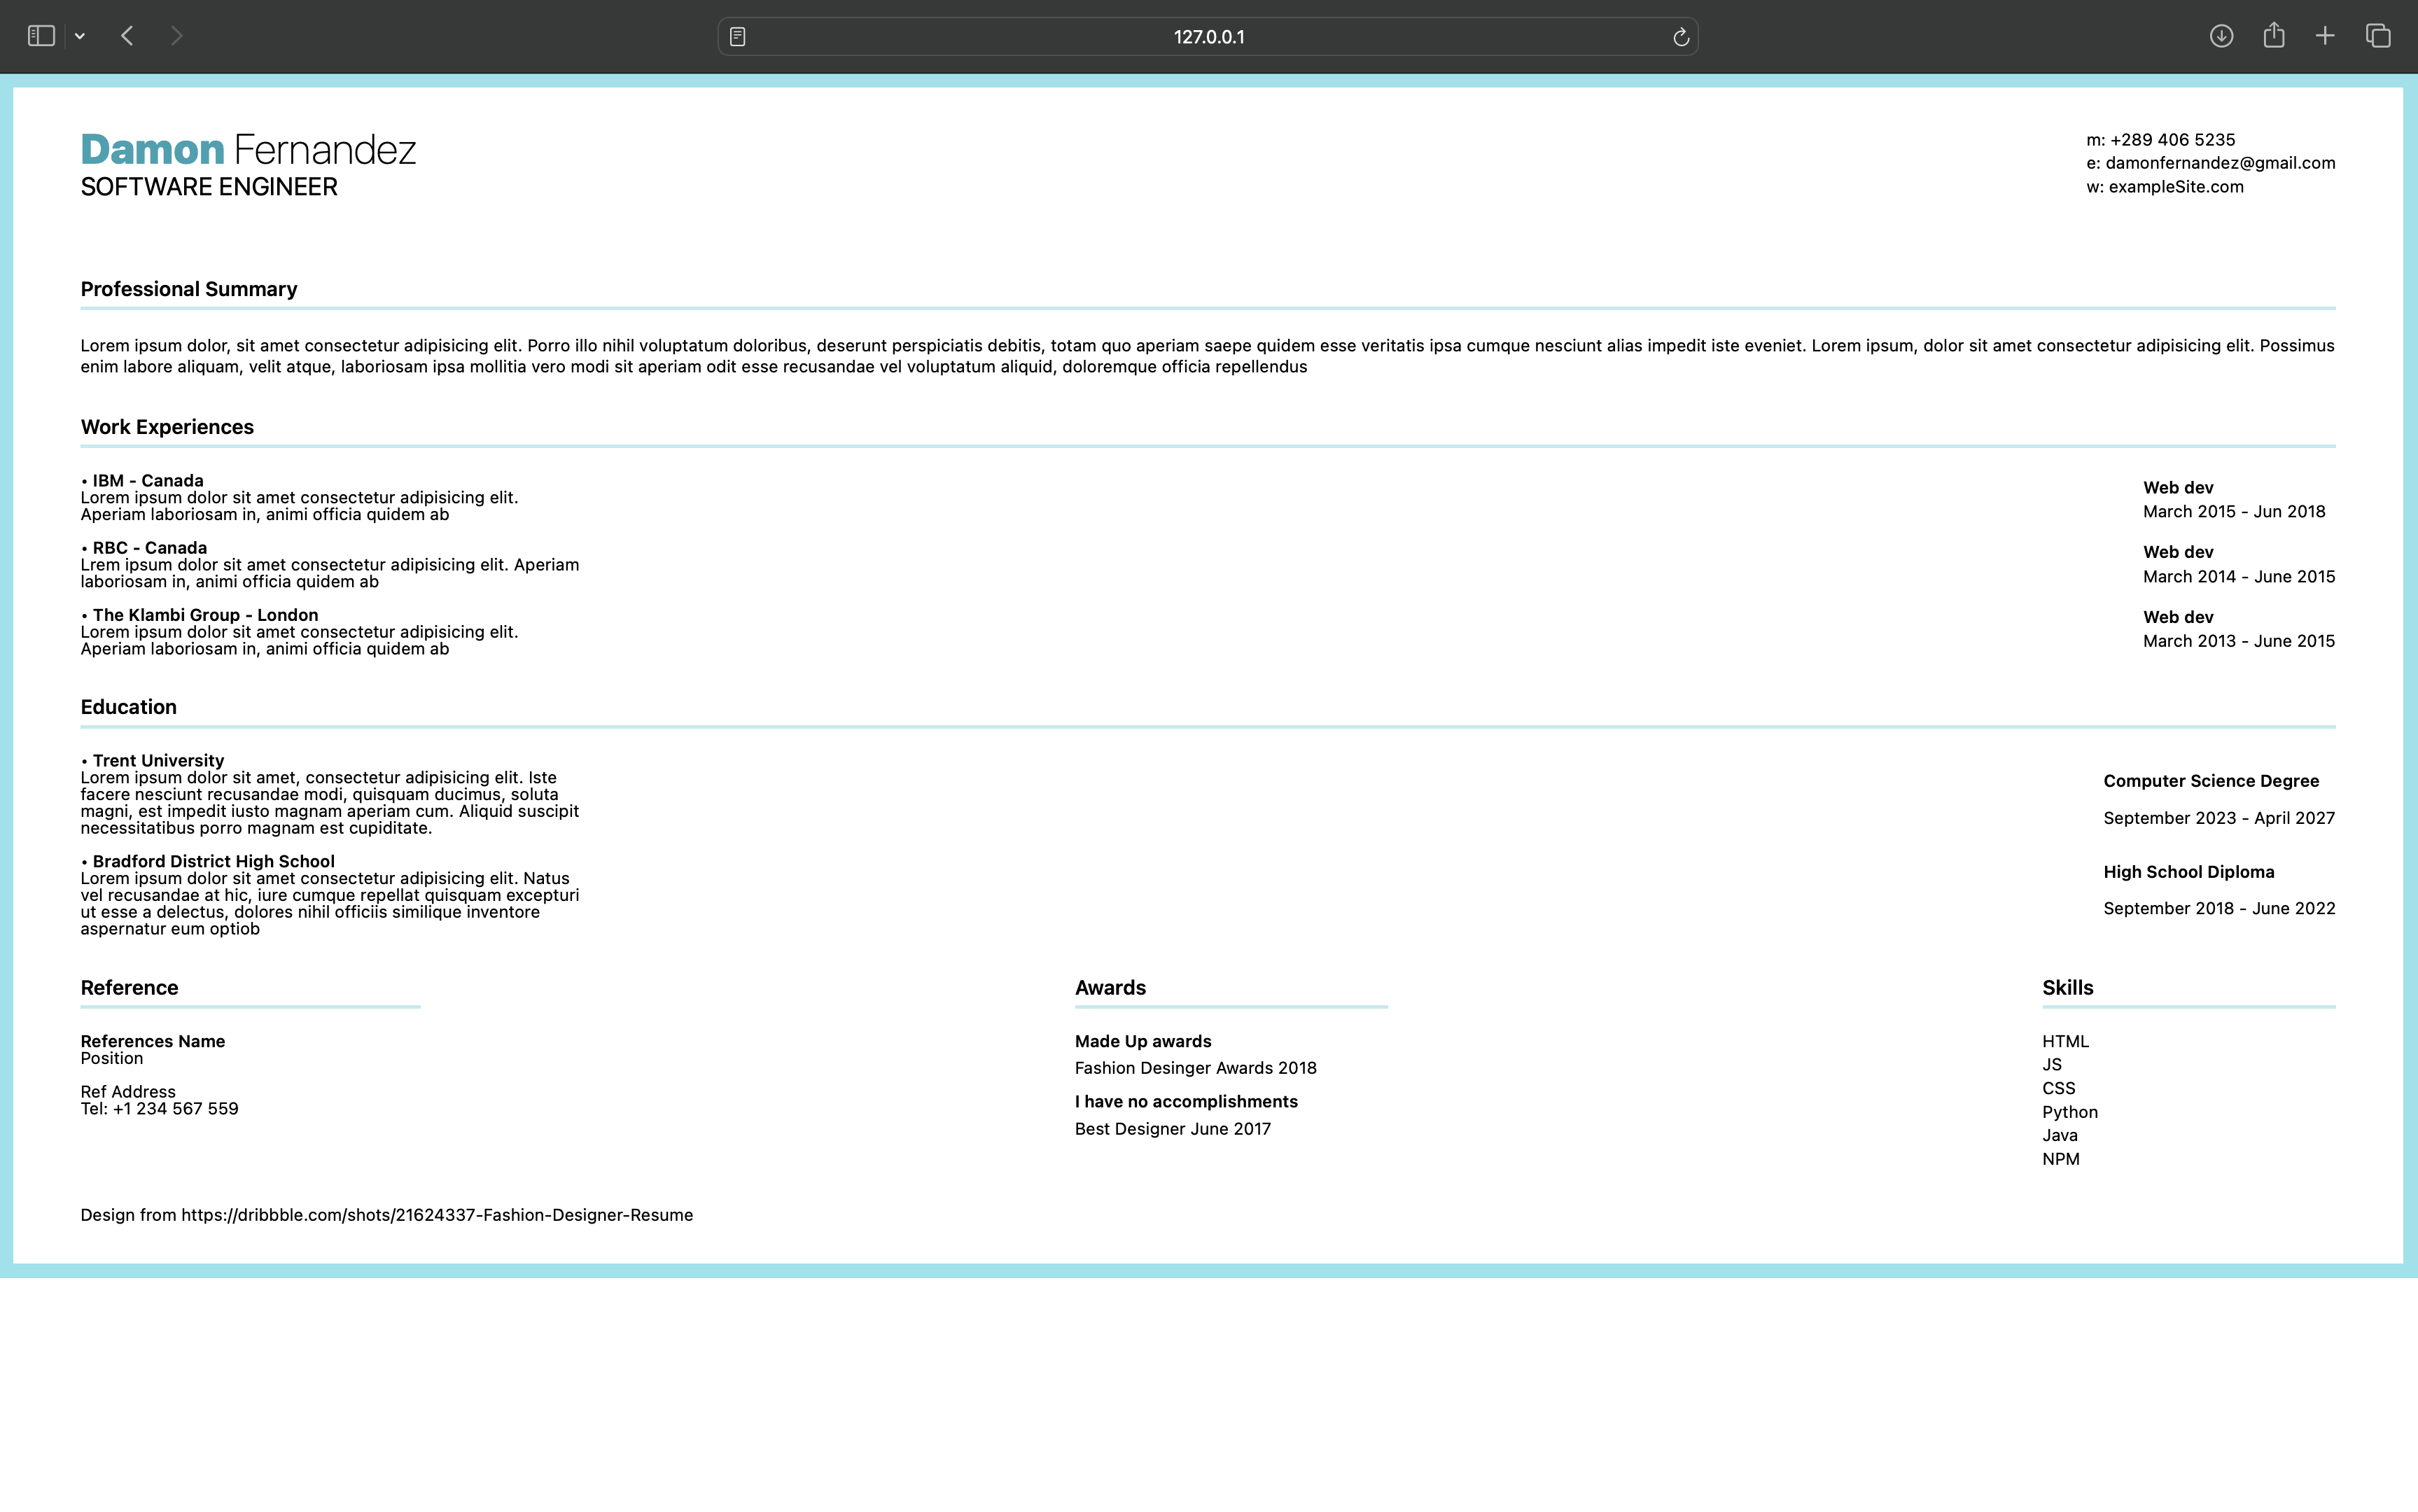 127.0.0.1
Damon Fernandez
SOFTWARE ENGINEER
m: +289 406 5235
e: damonfernandez@gmail.com
w: exampleSite.com
Professional Summary
Lorem ipsum dolor, sit amet consectetur adipisicing elit. Porro illo nihil voluptatum doloribus, deserunt perspiciatis debitis, totam quo aperiam saepe quidem esse veritatis ipsa cumque nesciunt alias impedit iste eveniet. Lorem ipsum, dolor sit amet consectetur adipisicing elit. Possimus
enim labore aliquam, velit atque, laboriosam ipsa mollitia vero modi sit aperiam odit esse recusandae vel voluptatum aliquid, doloremque officia repellendus
Work Experiences
• IBM - Canada
Lorem ipsum dolor sit amet consectetur adipisicing elit.
Aperiam laboriosam in, animi officia quidem ab
Web dev
March 2015 - Jun 2018
• RBC - Canada
Lrem ipsum dolor sit amet consectetur adipisicing elit. Aperiam
laboriosam in, animi officia quidem ab
Web dev
March 2014 - June 2015
• The Klambi Group - London
Lorem ipsum dolor sit amet consectetur adipisicing elit.
Aperiam laboriosam in, animi officia quidem ab
Web dev
March 2013 - June 2015
Education
• Trent University
Lorem ipsum dolor sit amet, consectetur adipisicing elit. Iste
facere nesciunt recusandae modi, quisquam ducimus, soluta
magni, est impedit iusto magnam aperiam cum. Aliquid suscipit
necessitatibus porro magnam est cupiditate.
Computer Science Degree
September 2023 - April 2027
• Bradford District High School
Lorem ipsum dolor sit amet consectetur adipisicing elit. Natus
vel recusandae at hic, iure cumque repellat quisquam excepturi
ut esse a delectus, dolores nihil officiis similique inventore
aspernatur eum optiob
High School Diploma
September 2018 - June 2022
Reference
References Name
Position
Ref Address
Tel: +1 234 567 559
Awards
Made Up awards
Fashion Desinger Awards 2018
I have no accomplishments
Best Designer June 2017
Skills
HTML
JS
CSS
Python
Java
NPM
Design from https://dribbble.com/shots/21624337-Fashion-Designer-Resume